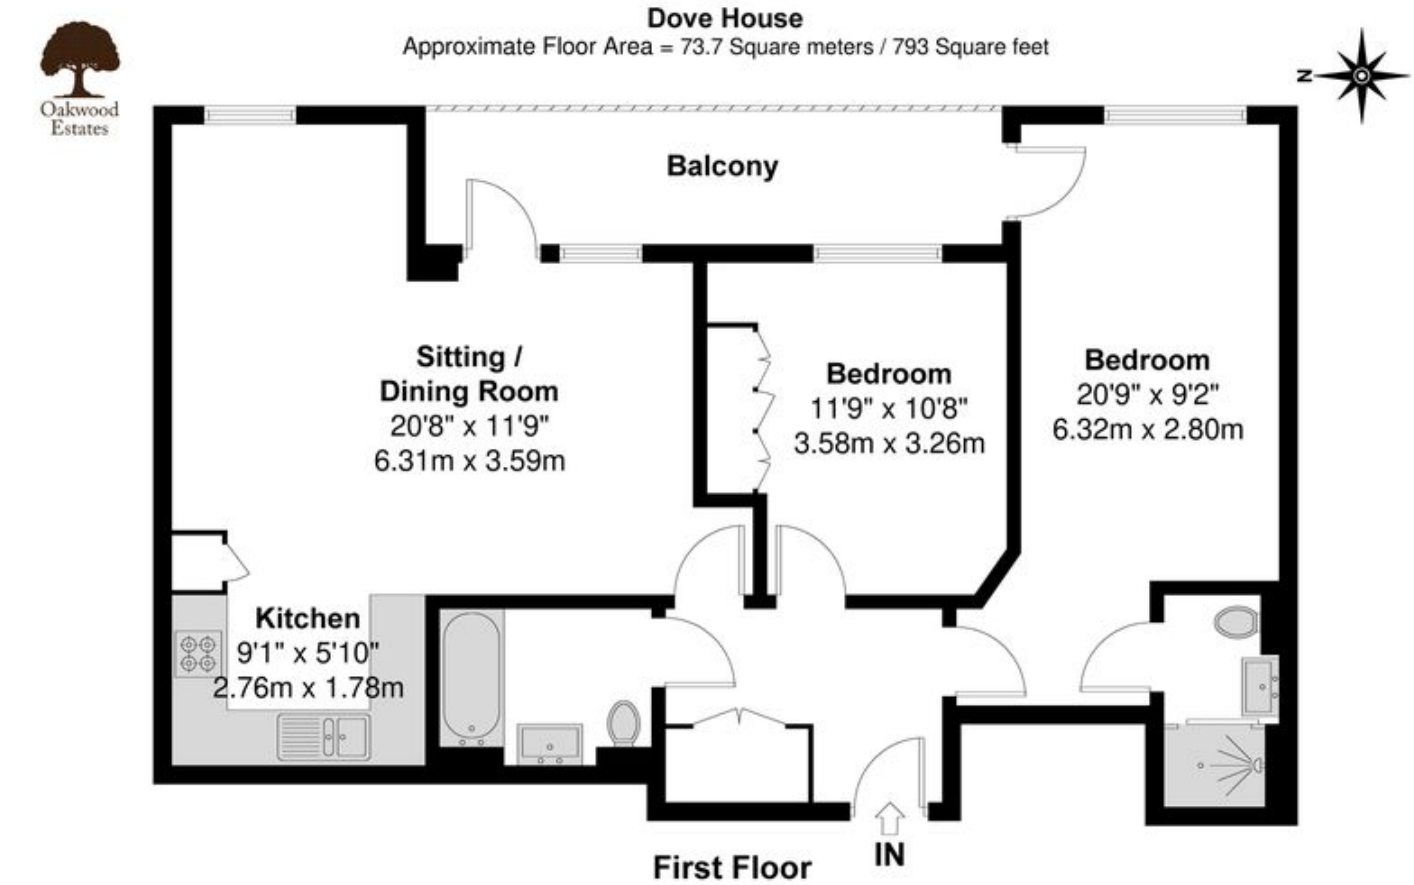 Dove House
Approximate Floor Area = 73.7 Square meters / 793 Square feet
Oakwood
Estates
N
Balcony
Sitting /
Dining Room
20'8" x 11'9"
6.31m x 3.59m
Bedroom
11'9" x 10'8"
3.58m x 3.26m
Bedroom
20'9" x 9'2"
6.32m x 2.80m
Kitchen
9'1" x 5'10"
2.76m x 1.78m
IN
First Floor